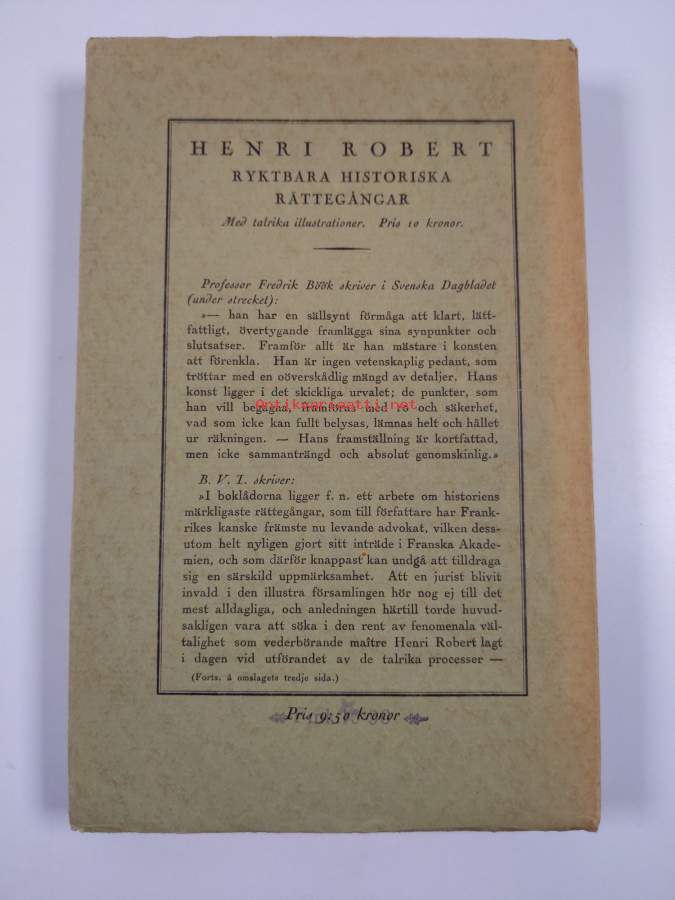 HENRI ROBERT
RYKTBARA HISTORISKA
RÄTTEGÅNGAR
Med talrika illustrationer. Pris 10 kronor.
Professor Fredrik Böök skriver i Svenska Dagbladet
(under strecket):
»— han har en sällsynt förmåga att klart, lätt-
fattligt, övertygande framlägga sina synpunkter och
slutsatser. Framför allt är han mästare i konsten
att förenkla. Han är ingen vetenskaplig pedant, som
tröttar med en oöverskådlig mängd av detaljer. Hans
konst ligger i det skickliga urvalet; de punkter, som
han vill begagna, framföras med ro och säkerhet,
Antikvariaatti.net
vad som icke kan fullt belysas, lämnas helt och hållet
ur räkningen. — Hans framställning är kortfattad,
men icke sammanträngd och absolut genomskinlig.»
B. V. T. skriver:
»I boklådorna ligger f. n. ett arbete om historiens
märkligaste rättegångar, som till författare har Frank-
rikes kanske främste nu levande advokat, vilken dess-
utom helt nyligen gjort sitt inträde i Franska Akade-
mien, och som därför knappast kan undgå att tilldraga
sig en särskild uppmärksamhet. Att en jurist blivit
invald i den illustra församlingen hör nog ej till det
mest alldagliga, och anledningen härtill torde huvud-
sakligen vara att söka i den rent av fenomenala väl-
talighet som vederbörande maître Henri Robert lagt
i dagen vid utförandet av de talrika processer —
(Forts. å omslagets tredje sida.)
Pris 9:50 kronor